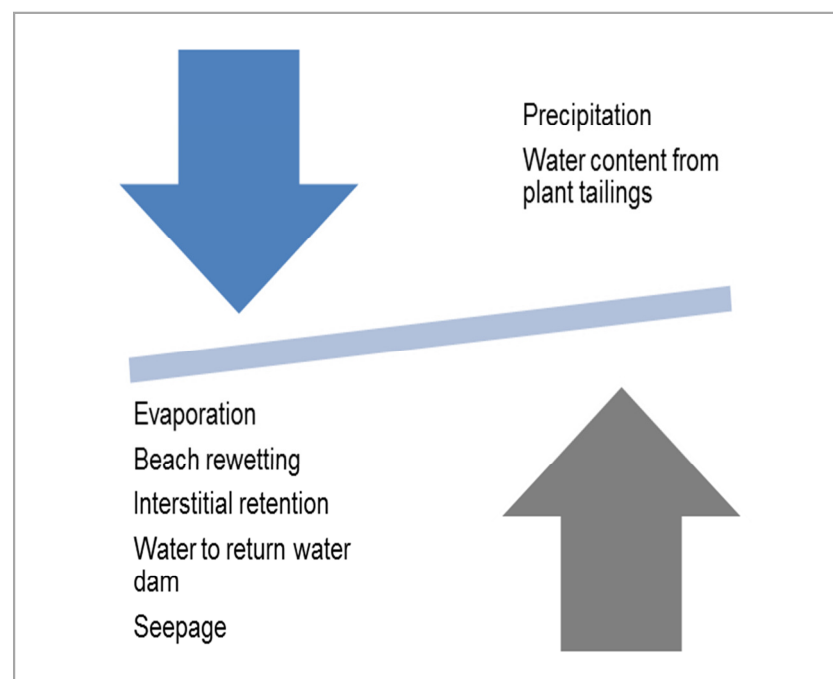 Precipitation
Water content from
plant tailings
Evaporation
Beach rewetting
Interstitial retention
Water to return water
dam
Seepage